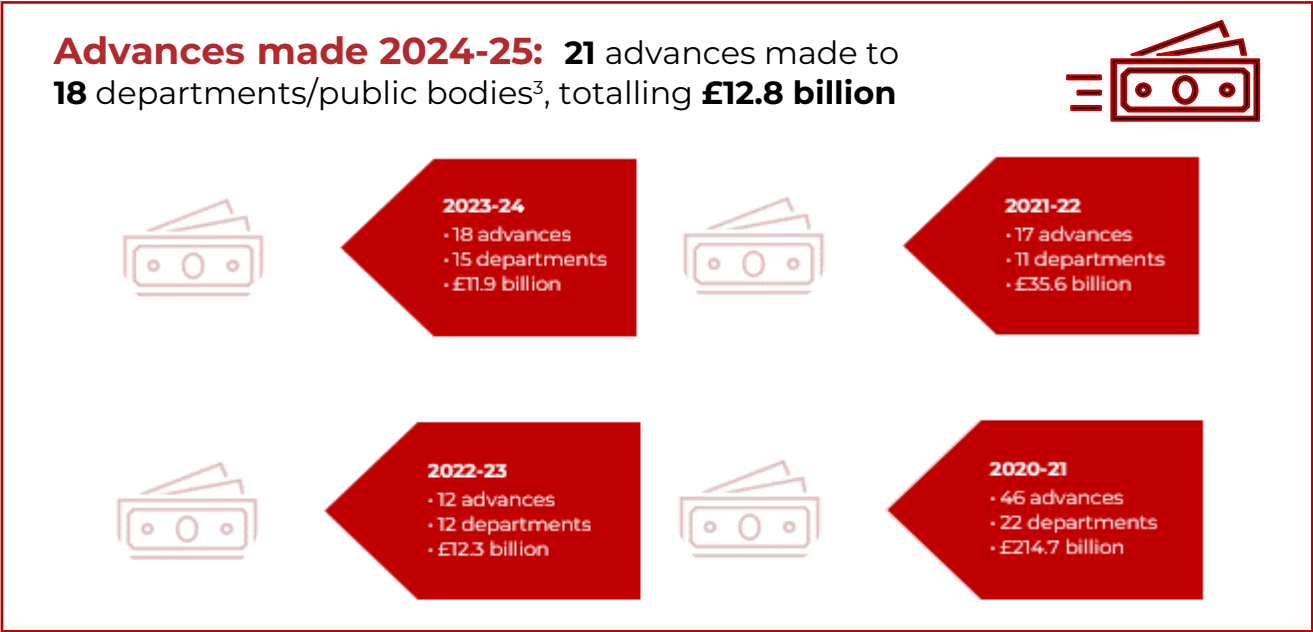 Advances made 2024-25: 21 advances made to
18 departments/public bodies³, totalling £12.8 billion
2023-24
• 18 advances
• 15 departments
• £11.9 billion
2021-22
• 17 advances
• 11 departments
• £35.6 billion
2022-23
• 12 advances
• 12 departments
• £12.3 billion
2020-21
• 46 advances
• 22 departments
• £214.7 billion